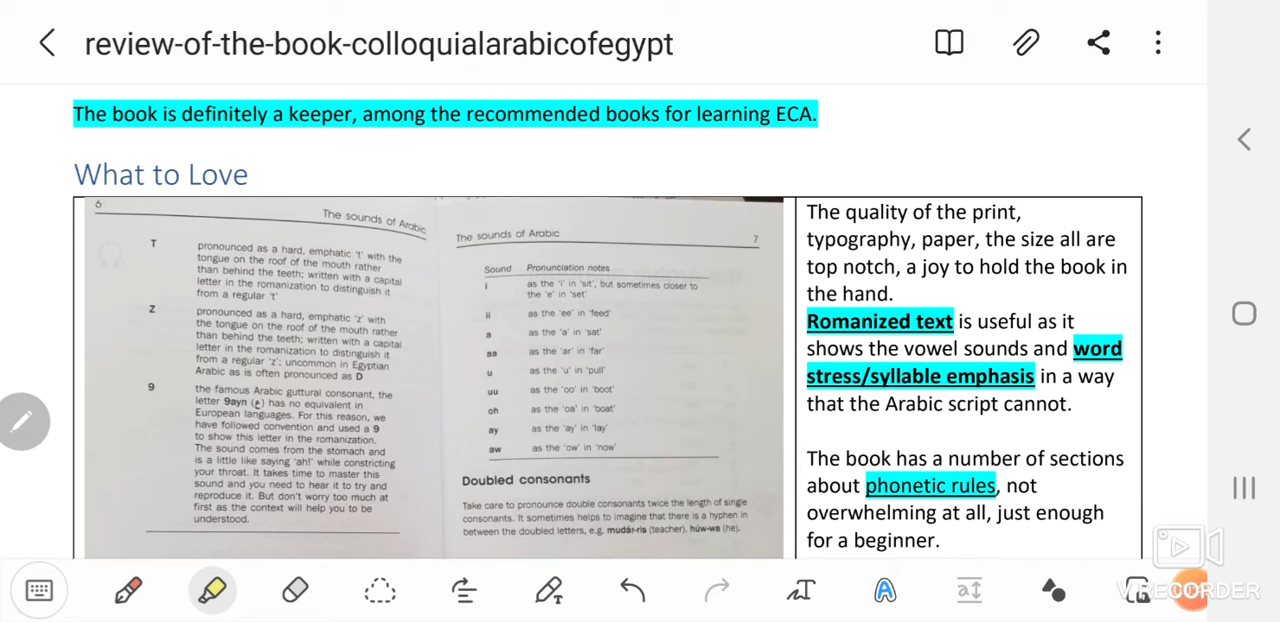 review-of-the-book-colloquialarabicofegypt
The book is definitely a keeper, among the recommended books for learning ECA.
What to Love
6
The sounds of Arabic
T
pronounced as a hard, emphatic 't' with the
tongue on the roof of the mouth rather
than behind the teeth; written with a capital
letter in the romanization to distinguish it
from a regular 't'
Z
pronounced as a hard, emphatic 'z' with
the tongue on the roof of the mouth rather
than behind the teeth; written with a capital
letter in the romanization to distinguish it
from a regular 'z'; uncommon in Egyptian
Arabic as is often pronounced as D
9
the famous Arabic guttural consonant, the
letter 9ayn (ع) has no equivalent in
European languages. For this reason, we
have followed convention and used a 9
to show this letter in the romanization.
The sound comes from the stomach and
is a little like saying 'ah!' while constricting
your throat. It takes time to master this
sound and you need to hear it to try and
reproduce it. But don't worry too much at
first as the context will help you to be
understood.
The sounds of Arabic
7
Sound Pronunciation notes
i as the 'i' in 'sit', but sometimes closer to
the 'e' in 'set'
ii as the 'ee' in 'feed'
a as the 'a' in 'sat'
aa as the 'ar' in 'far'
u as the 'u' in 'pull'
uu as the 'oo' in 'boot'
oh as the 'oa' in 'boat'
ay as the 'ay' in 'lay'
aw as the 'ow' in 'now'
Doubled consonants
Take care to pronounce double consonants twice the length of single
consonants. It sometimes helps to imagine that there is a hyphen in
between the doubled letters, e.g. mudár-ris (teacher), húw-wa (he).
The quality of the print,
typography, paper, the size all are
top notch, a joy to hold the book in
the hand.
Romanized text is useful as it
shows the vowel sounds and word
stress/syllable emphasis in a way
that the Arabic script cannot.
The book has a number of sections
about phonetic rules, not
overwhelming at all, just enough
for a beginner.
VRECORDER